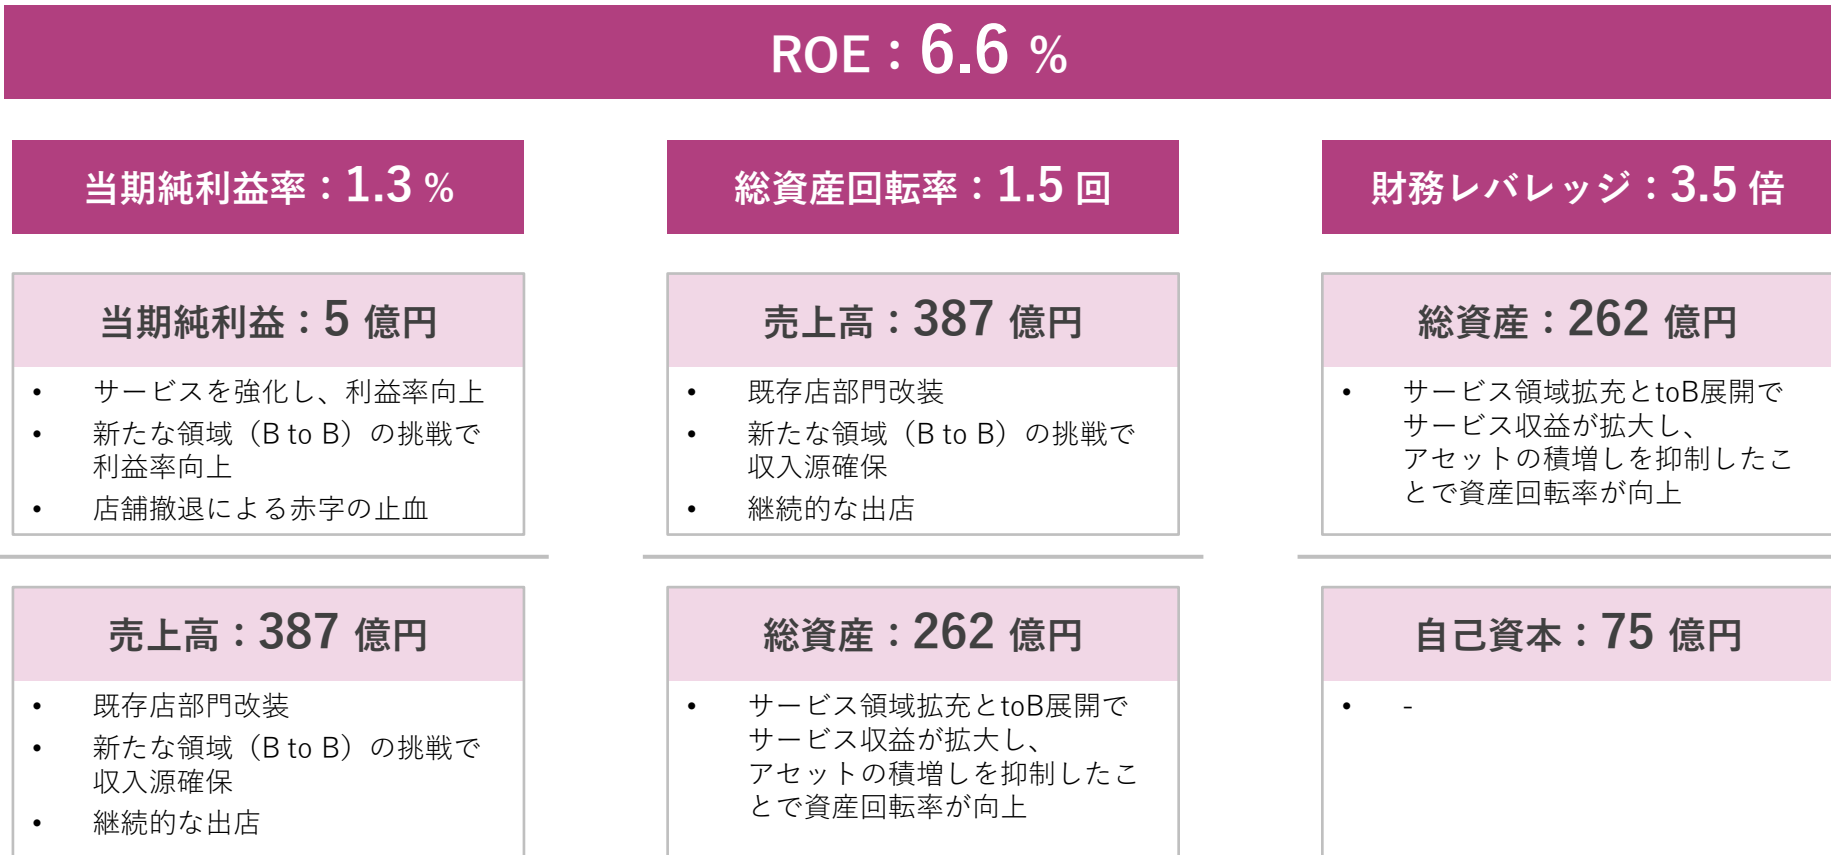 ROE：6.6 %
当期純利益率：1.3 %
総資産回転率：1.5 回
財務レバレッジ：3.5 倍
当期純利益：5 億円
• サービスを強化し、利益率向上
• 新たな領域（B to B）の挑戦で
利益率向上
• 店舗撤退による赤字の止血
売上高：387 億円
• 既存店部門改装
• 新たな領域（B to B）の挑戦で
収入源確保
• 継続的な出店
総資産：262 億円
• サービス領域拡充とtoB展開で
サービス収益が拡大し、
アセットの積増しを抑制したこ
とで資産回転率が向上
売上高：387 億円
• 既存店部門改装
• 新たな領域（B to B）の挑戦で
収入源確保
• 継続的な出店
総資産：262 億円
• サービス領域拡充とtoB展開で
サービス収益が拡大し、
アセットの積増しを抑制したこ
とで資産回転率が向上
自己資本：75 億円
• -